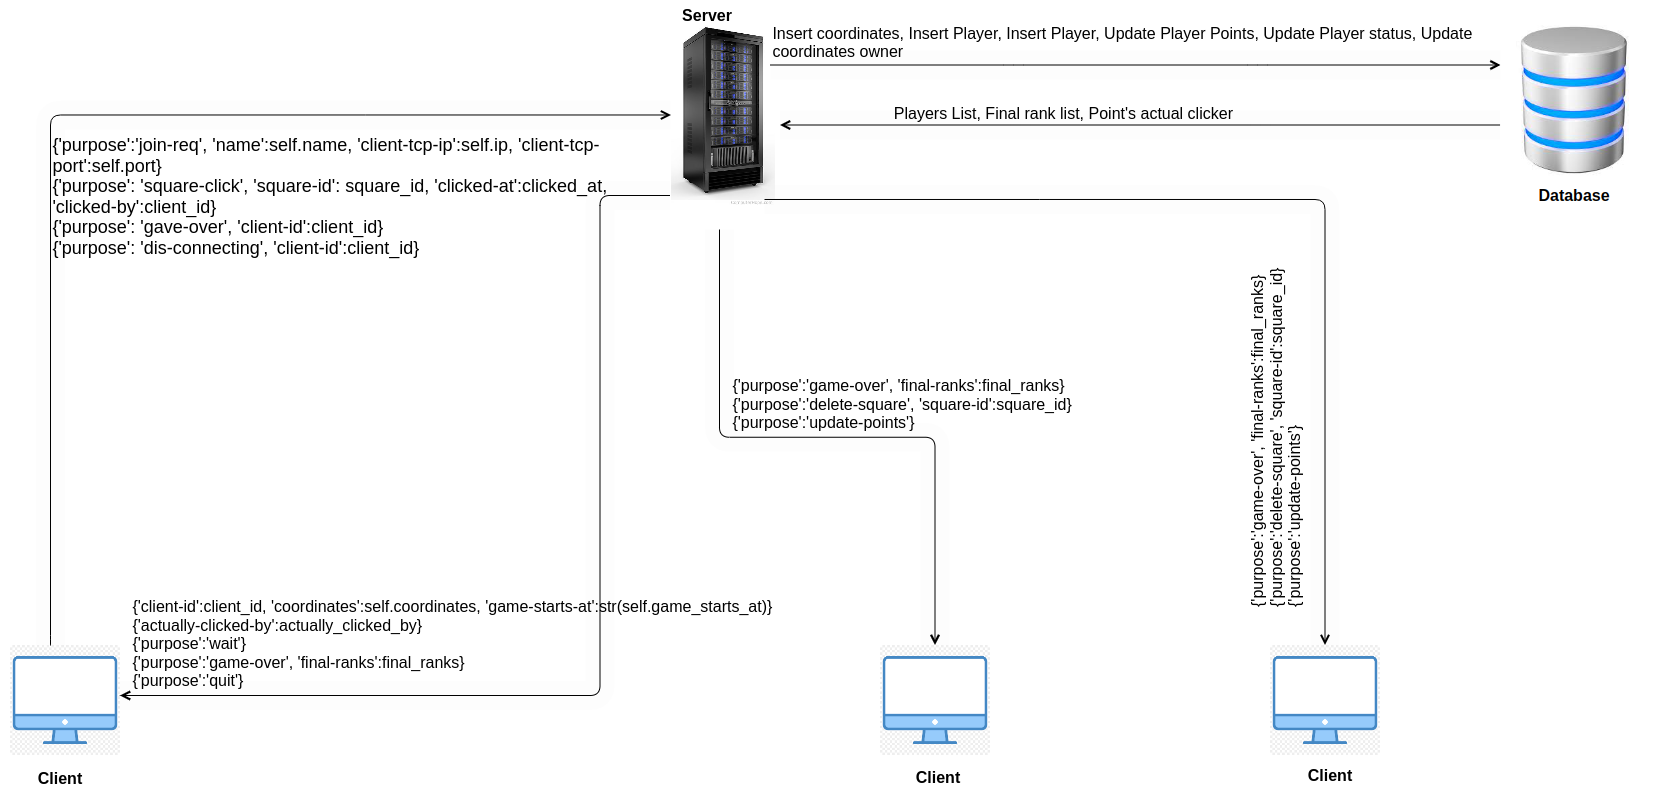 Server
Insert coordinates, Insert Player, Insert Player, Update Player Points, Update Player status, Update
coordinates owner
Players List, Final rank list, Point's actual clicker
Database
{'purpose':'join-req', 'name':self.name, 'client-tcp-ip':self.ip, 'client-tcp-
port':self.port}
{'purpose': 'square-click', 'square-id': square_id, 'clicked-at':clicked_at,
'clicked-by':client_id}
{'purpose': 'gave-over', 'client-id':client_id}
{'purpose': 'dis-connecting', 'client-id':client_id}
{'purpose':'game-over', 'final-ranks':final_ranks}
{'purpose':'delete-square', 'square-id':square_id}
{'purpose':'update-points'}
{'purpose':'game-over', 'final-ranks':final_ranks}
{'purpose':'delete-square', 'square-id':square_id}
{'purpose':'update-points'}
{'client-id':client_id, 'coordinates':self.coordinates, 'game-starts-at':str(self.game_starts_at)}
{'actually-clicked-by':actually_clicked_by}
{'purpose':'wait'}
{'purpose':'game-over', 'final-ranks':final_ranks}
{'purpose':'quit'}
Client
Client
Client